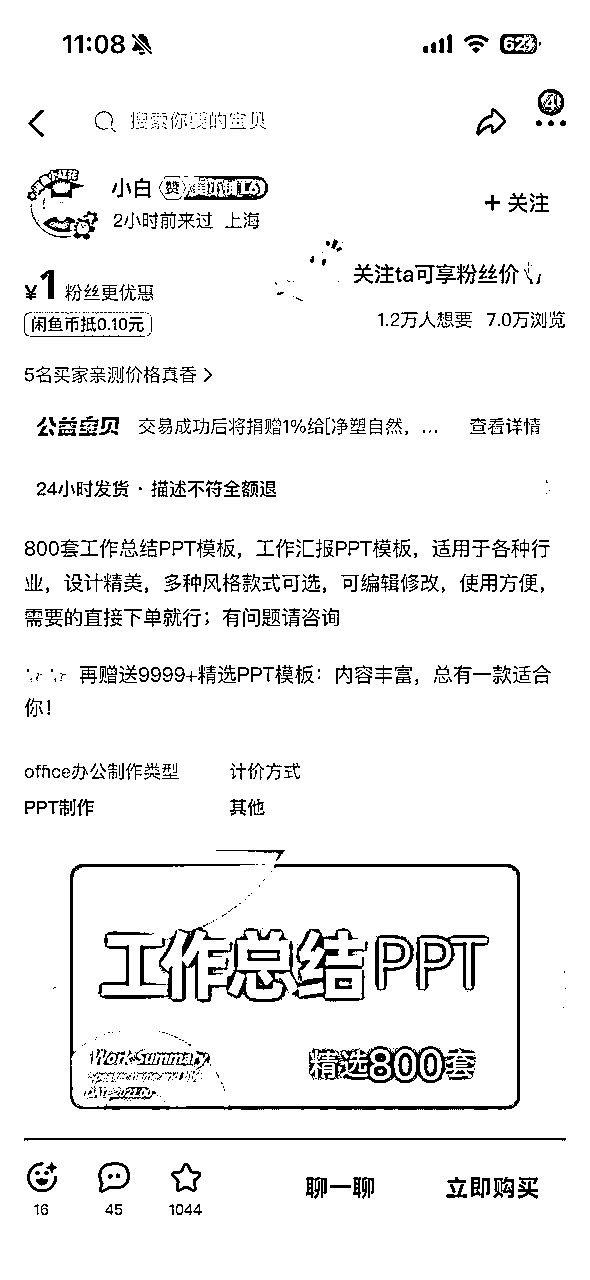 11:08
62
搜索你要的宝贝
4
小白
赞
+ 关注
2小时前来过 上海
关注ta可享粉丝价
¥1 粉丝更优惠
闲鱼币抵0.10元
1.2万人想要 7.0万浏览
5名买家亲测价格真香 >
公益宝贝 交易成功后将捐赠1%给[净塑自然，... 查看详情
24小时发货 · 描述不符全额退
800套工作总结PPT模板，工作汇报PPT模板，适用于各种行
业，设计精美，多种风格款式可选，可编辑修改，使用方便，
需要的直接下单就行；有问题请咨询
再赠送9999+精选PPT模板：内容丰富，总有一款适合
你！
office办公制作类型 计价方式
PPT制作 其他
工作总结PPT
Work Summary
精选800套
16 45 1044
聊一聊 立即购买